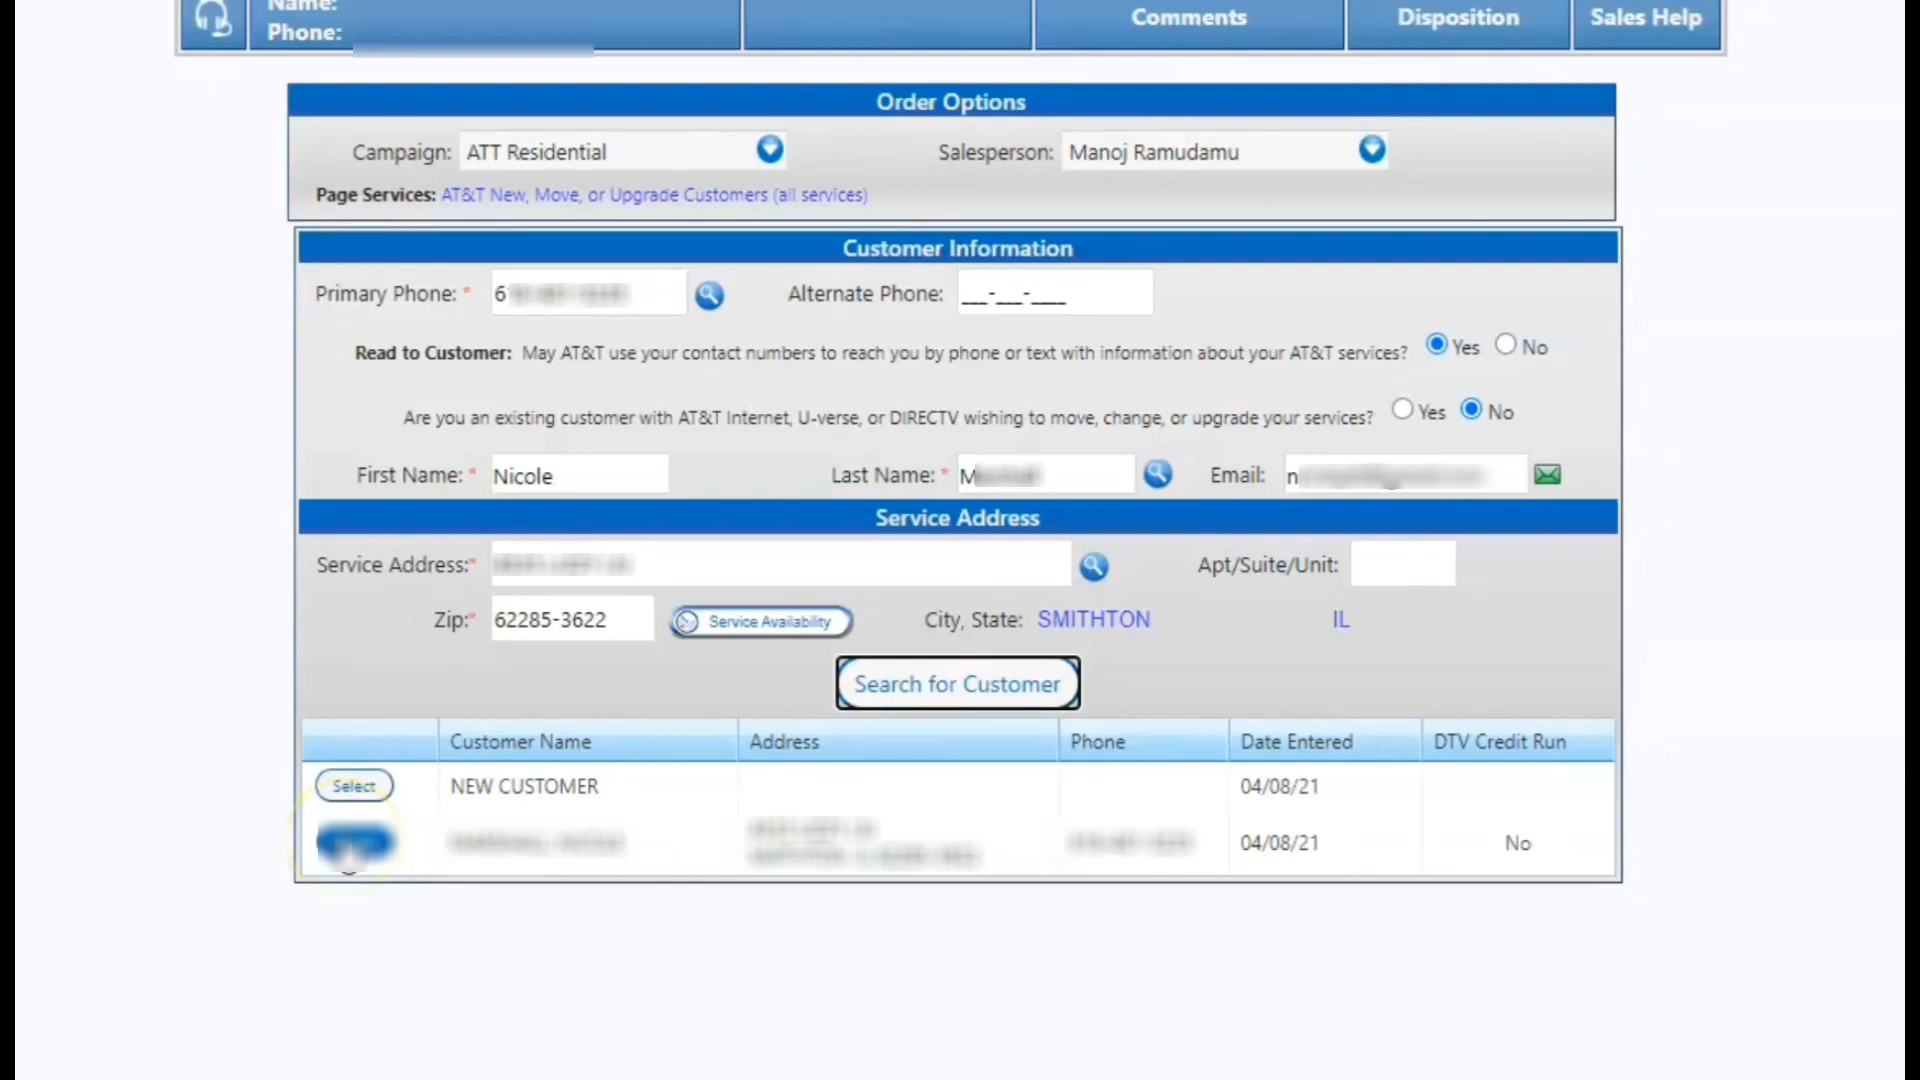 Name:
Phone:
Comments
Disposition
Sales Help
Order Options
Campaign: ATT Residential Salesperson: Manoj Ramudamu
Page Services: AT&T New, Move, or Upgrade Customers (all services)
Customer Information
Primary Phone: * 6 Alternate Phone: ___-___-____
Read to Customer: May AT&T use your contact numbers to reach you by phone or text with information about your AT&T services? Yes No
Are you an existing customer with AT&T Internet, U-verse, or DIRECTV wishing to move, change, or upgrade your services? Yes No
First Name: * Nicole Last Name: * M Email: n
Service Address
Service Address:* Apt/Suite/Unit:
Zip:* 62285-3622 Service Availability City, State: SMITHTON IL
Search for Customer
Customer Name Address Phone Date Entered DTV Credit Run
Select NEW CUSTOMER 04/08/21
04/08/21 No